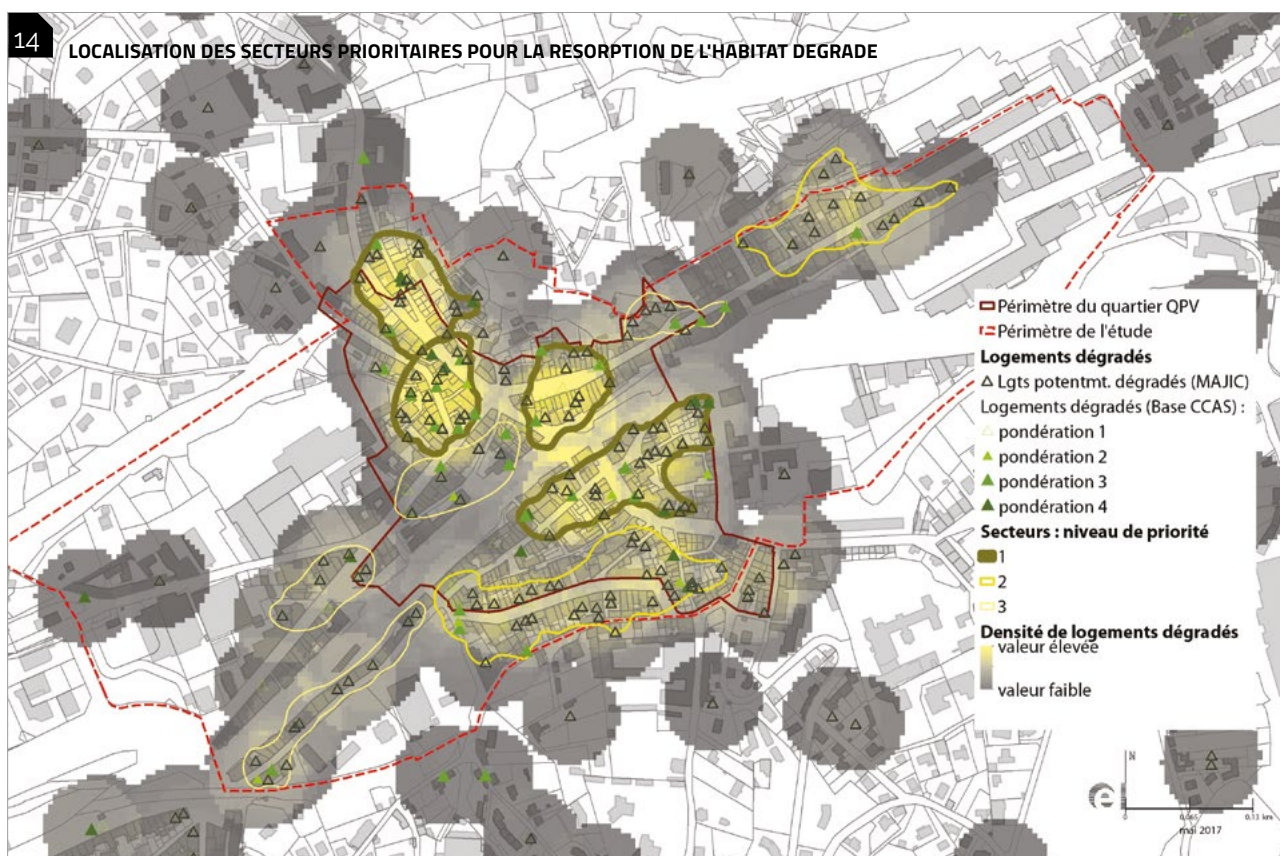 14
LOCALISATION DES SECTEURS PRIORITAIRES POUR LA RESORPTION DE L'HABITAT DEGRADE
Périmètre du quartier QPV
Périmètre de l'étude
Logements dégradés
Lgts potentmt. dégradés (MAJIC)
Logements dégradés (Base CCAS) :
pondération 1
pondération 2
pondération 3
pondération 4
Secteurs : niveau de priorité
1
2
3
Densité de logements dégradés
valeur élevée
valeur faible
N
e
0 0,065 0,13 km
mai 2017